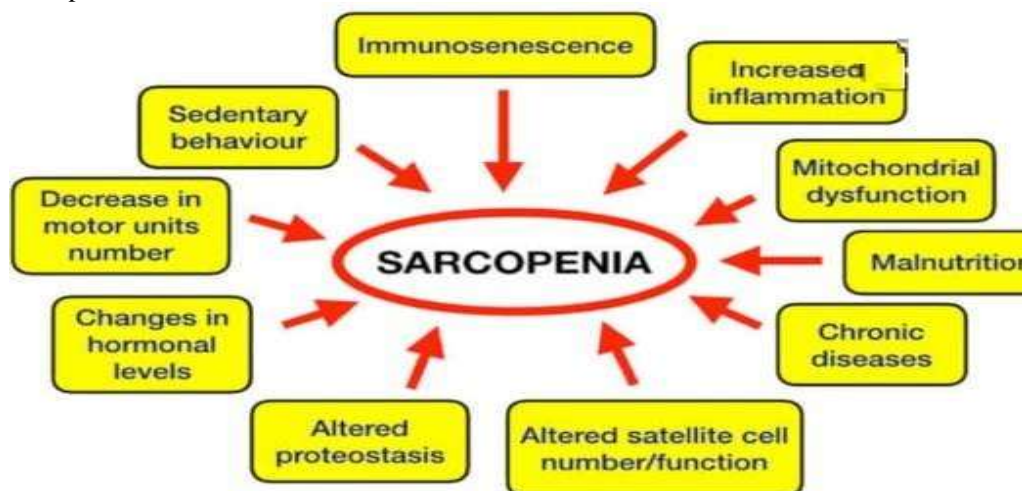 Immunosenescence
Increased
inflammation
Sedentary
behaviour
Mitochondrial
dysfunction
Decrease in
motor units
number
SARCOPENIA
Malnutrition
Changes in
hormonal
levels
Chronic
diseases
Altered
proteostasis
Altered satellite cell
number/function